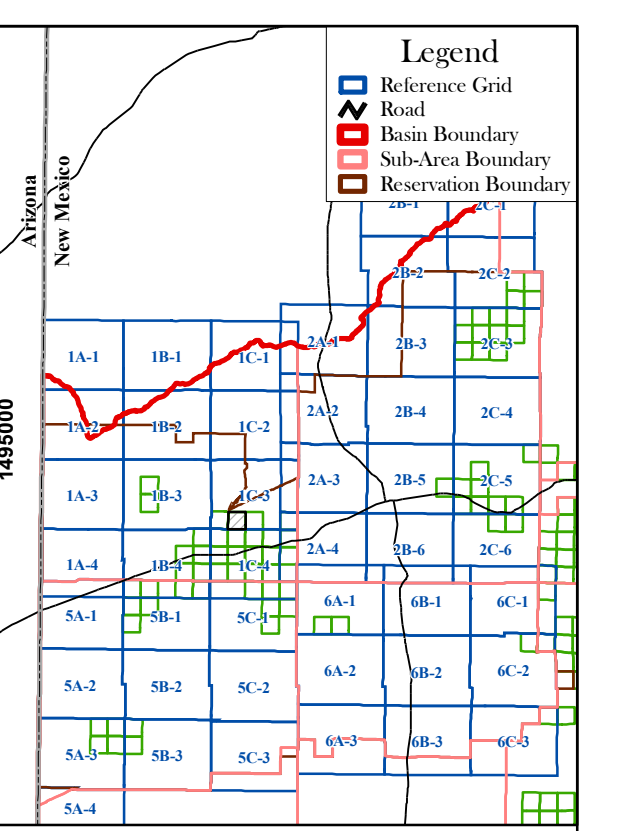 Legend
Reference Grid
Road
Basin Boundary
Sub-Area Boundary
Reservation Boundary
Arizona
New Mexico
1495000
2B-1
2C-1
2B-2
2C-2
2A-1
2B-3
2C-3
1A-1
1B-1
1C-1
2A-2
2B-4
2C-4
1A-2
1B-2
1C-2
2A-3
2B-5
2C-5
1A-3
1B-3
1C-3
2A-4
2B-6
2C-6
1A-4
1B-4
1C-4
6A-1
6B-1
6C-1
5A-1
5B-1
5C-1
6A-2
6B-2
6C-2
5A-2
5B-2
5C-2
6A-3
6B-3
6C-3
5A-3
5B-3
5C-3
5A-4